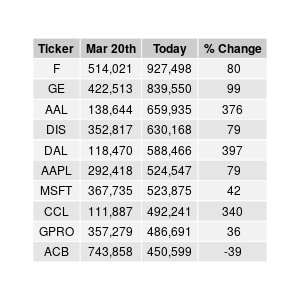 Ticker Mar 20th Today % Change
F 514,021 927,498 80
GE 422,513 839,550 99
AAL 138,644 659,935 376
DIS 352,817 630,168 79
DAL 118,470 588,466 397
AAPL 292,418 524,547 79
MSFT 367,735 523,875 42
CCL 111,887 492,241 340
GPRO 357,279 486,691 36
ACB 743,858 450,599 -39